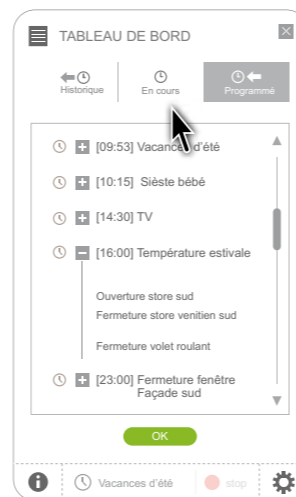 TABLEAU DE BORD
Historique
En cours
Programmé
[09:53] Vacances d'été
[10:15] Sièste bébé
[14:30] TV
[16:00] Température estivale
Ouverture store sud
Fermeture store venitien sud
Fermeture volet roulant
[23:00] Fermeture fenêtre
Façade sud
OK
Vacances d'été
stop